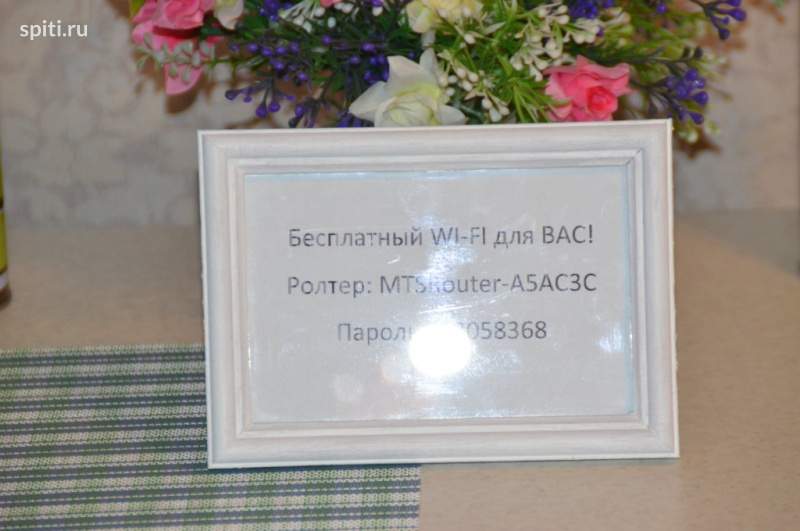 spiti.ru
Бесплатный WI-FI для ВАС!
Ролтер: MTSRouter-A5AC3C
Пароль